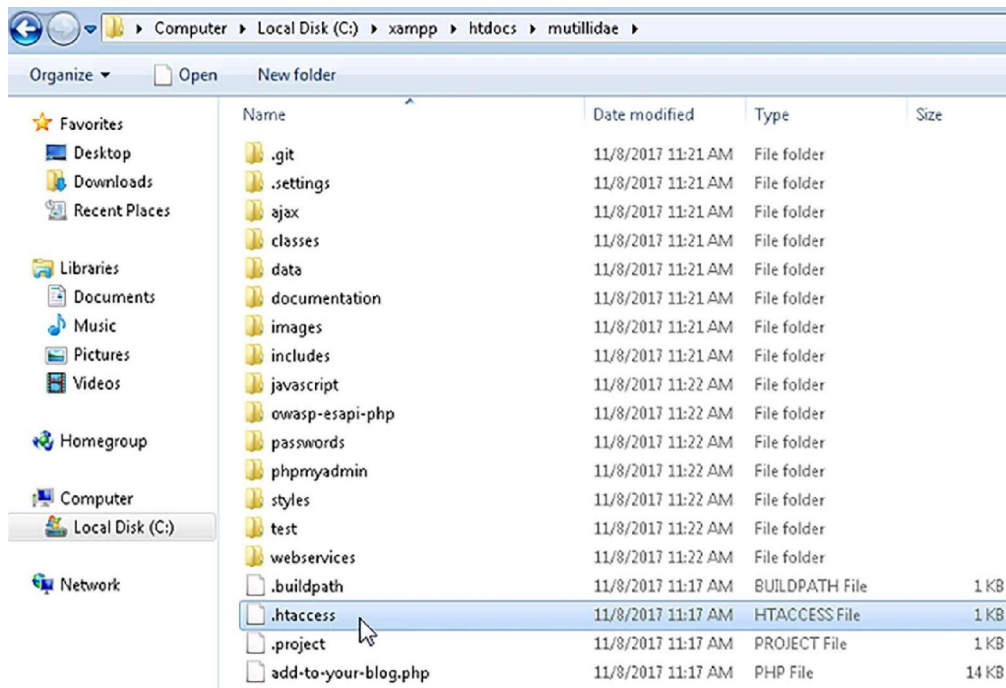 Computer Local Disk (C:) xampp htdocs mutillidae
Organize Open New folder
Favorites
Desktop
Downloads
Recent Places
Libraries
Documents
Music
Pictures
Videos
Homegroup
Computer
Local Disk (C:)
Network
Name Date modified Type Size
.git 11/8/2017 11:21 AM File folder
.settings 11/8/2017 11:21 AM File folder
ajax 11/8/2017 11:21 AM File folder
classes 11/8/2017 11:21 AM File folder
data 11/8/2017 11:21 AM File folder
documentation 11/8/2017 11:21 AM File folder
images 11/8/2017 11:21 AM File folder
includes 11/8/2017 11:21 AM File folder
javascript 11/8/2017 11:22 AM File folder
owasp-esapi-php 11/8/2017 11:22 AM File folder
passwords 11/8/2017 11:22 AM File folder
phpmyadmin 11/8/2017 11:22 AM File folder
styles 11/8/2017 11:22 AM File folder
test 11/8/2017 11:22 AM File folder
webservices 11/8/2017 11:22 AM File folder
.buildpath 11/8/2017 11:17 AM BUILDPATH File 1 KB
.htaccess 11/8/2017 11:17 AM HTACCESS File 1 KB
.project 11/8/2017 11:17 AM PROJECT File 1 KB
add-to-your-blog.php 11/8/2017 11:17 AM PHP File 14 KB